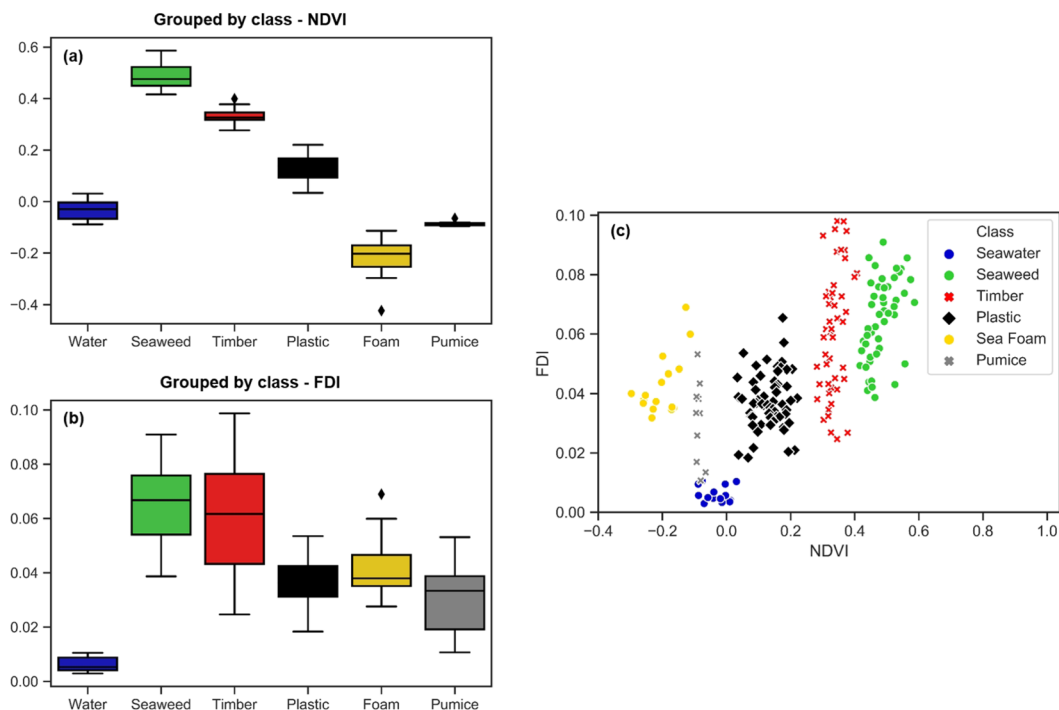 Grouped by class - NDVI
(a)
0.6
0.4
0.2
0.0
−0.2
−0.4
Water Seaweed Timber Plastic Foam Pumice
Grouped by class - FDI
(b)
0.10
0.08
0.06
0.04
0.02
0.00
Water Seaweed Timber Plastic Foam Pumice
(c)
0.10
0.08
0.06
0.04
0.02
0.00
FDI
−0.4 −0.2 0.0 0.2 0.4 0.6 0.8 1.0
NDVI
Class
Seawater
Seaweed
Timber
Plastic
Sea Foam
Pumice